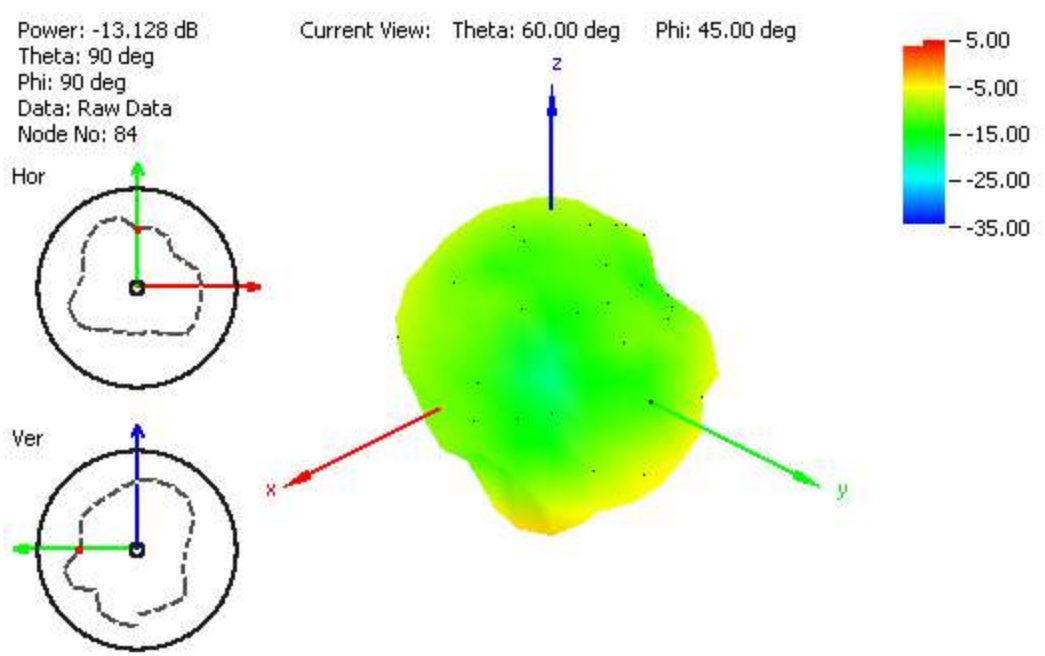 Power: -13.128 dB
Theta: 90 deg
Phi: 90 deg
Data: Raw Data
Node No: 84
Current View: Theta: 60.00 deg Phi: 45.00 deg
5.00
-5.00
-15.00
-25.00
-35.00
Hor
Ver
z
x
y